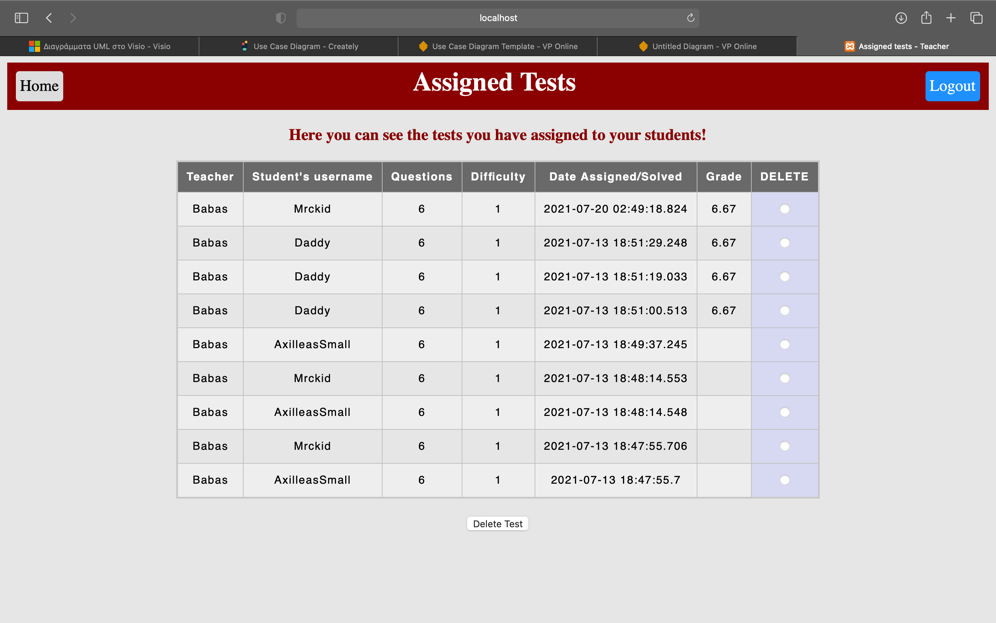 localhost
Διαγράμματα UML στο Visio - Visio
Use Case Diagram - Creately
Use Case Diagram Template - VP Online
Untitled Diagram - VP Online
Assigned tests - Teacher
Home
Assigned Tests
Logout
Here you can see the tests you have assigned to your students!
Teacher Student's username Questions Difficulty Date Assigned/Solved Grade DELETE
Babas Mrckid 6 1 2021-07-20 02:49:18.824 6.67
Babas Daddy 6 1 2021-07-13 18:51:29.248 6.67
Babas Daddy 6 1 2021-07-13 18:51:19.033 6.67
Babas Daddy 6 1 2021-07-13 18:51:00.513 6.67
Babas AxilleasSmall 6 1 2021-07-13 18:49:37.245
Babas Mrckid 6 1 2021-07-13 18:48:14.553
Babas AxilleasSmall 6 1 2021-07-13 18:48:14.548
Babas Mrckid 6 1 2021-07-13 18:47:55.706
Babas AxilleasSmall 6 1 2021-07-13 18:47:55.7
Delete Test